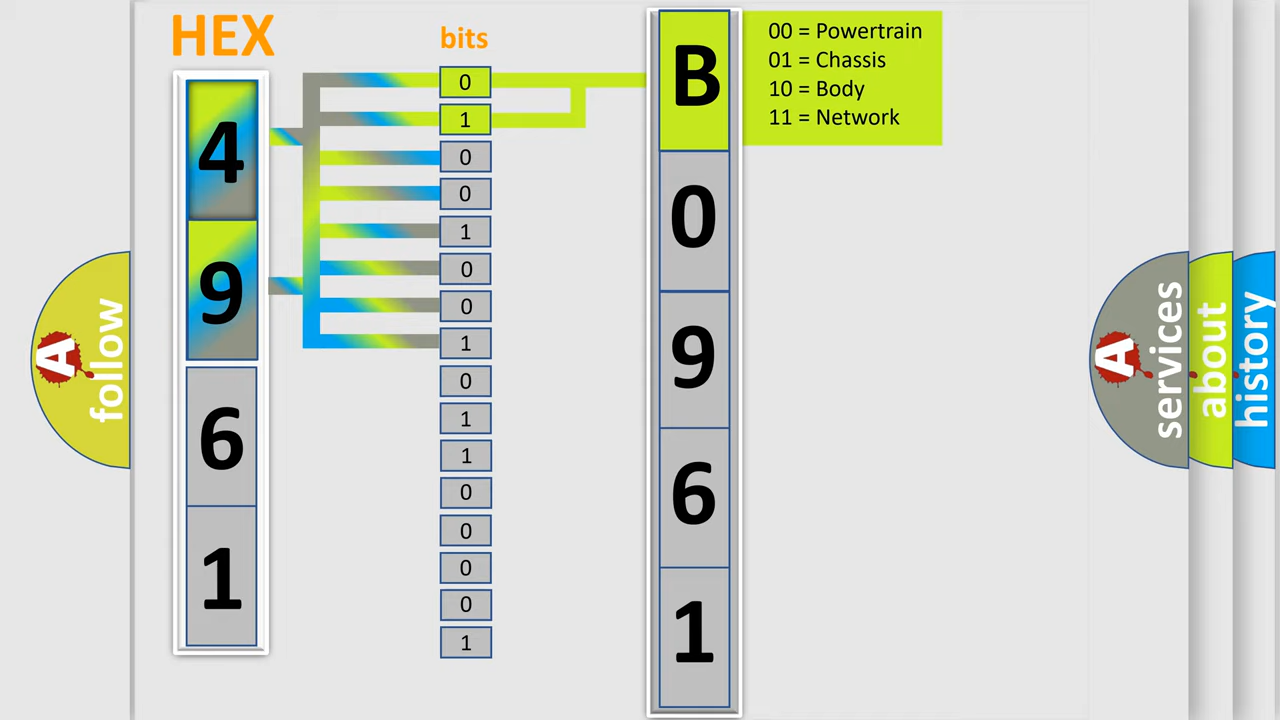 HEX
bits
4
9
6
1
0
1
0
0
1
0
0
1
0
1
1
0
0
0
0
1
B
0
9
6
1
00 = Powertrain
01 = Chassis
10 = Body
11 = Network
A
follow
A
services
about
history